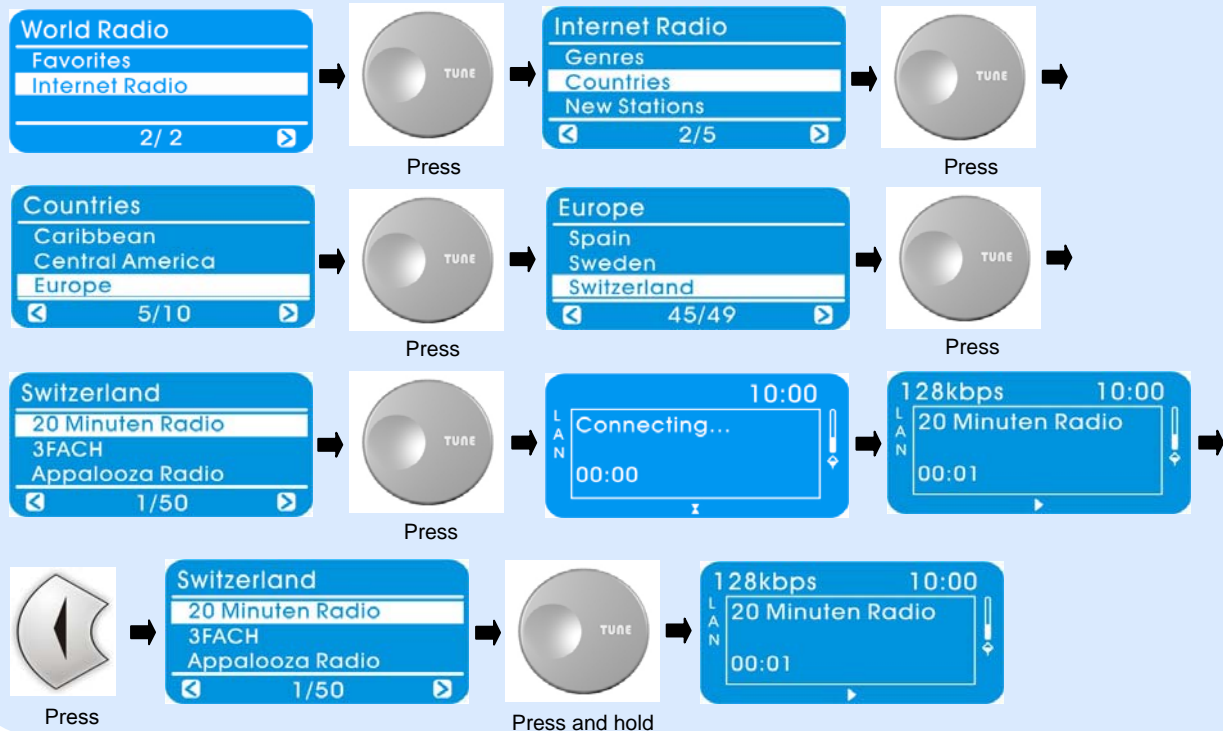 World Radio
Favorites
Internet Radio
2/ 2
TUNE
Press
Internet Radio
Genres
Countries
New Stations
2/5
TUNE
Press
Countries
Caribbean
Central America
Europe
5/10
TUNE
Press
Europe
Spain
Sweden
Switzerland
45/49
TUNE
Press
Switzerland
20 Minuten Radio
3FACH
Appalooza Radio
1/50
TUNE
Press
10:00
LAN
Connecting...
00:00
128kbps 10:00
LAN
20 Minuten Radio
00:01
Press
Switzerland
20 Minuten Radio
3FACH
Appalooza Radio
1/50
TUNE
Press and hold
128kbps 10:00
LAN
20 Minuten Radio
00:01